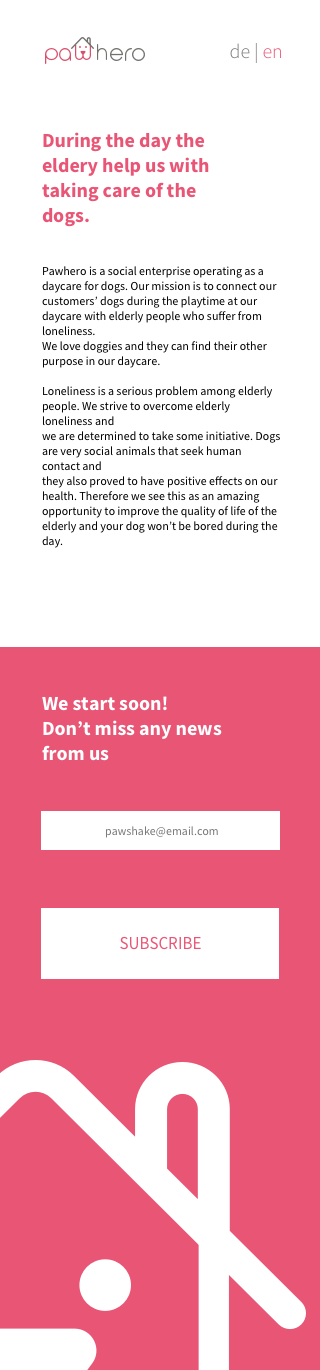 pawhero
de | en
During the day the
eldery help us with
taking care of the
dogs.
Pawhero is a social enterprise operating as a
daycare for dogs. Our mission is to connect our
customers’ dogs during the playtime at our
daycare with elderly people who suffer from
loneliness.
We love doggies and they can find their other
purpose in our daycare.
Loneliness is a serious problem among elderly
people. We strive to overcome elderly
loneliness and
we are determined to take some initiative. Dogs
are very social animals that seek human
contact and
they also proved to have positive effects on our
health. Therefore we see this as an amazing
opportunity to improve the quality of life of the
elderly and your dog won’t be bored during the
day.
We start soon!
Don’t miss any news
from us
pawshake@email.com
SUBSCRIBE